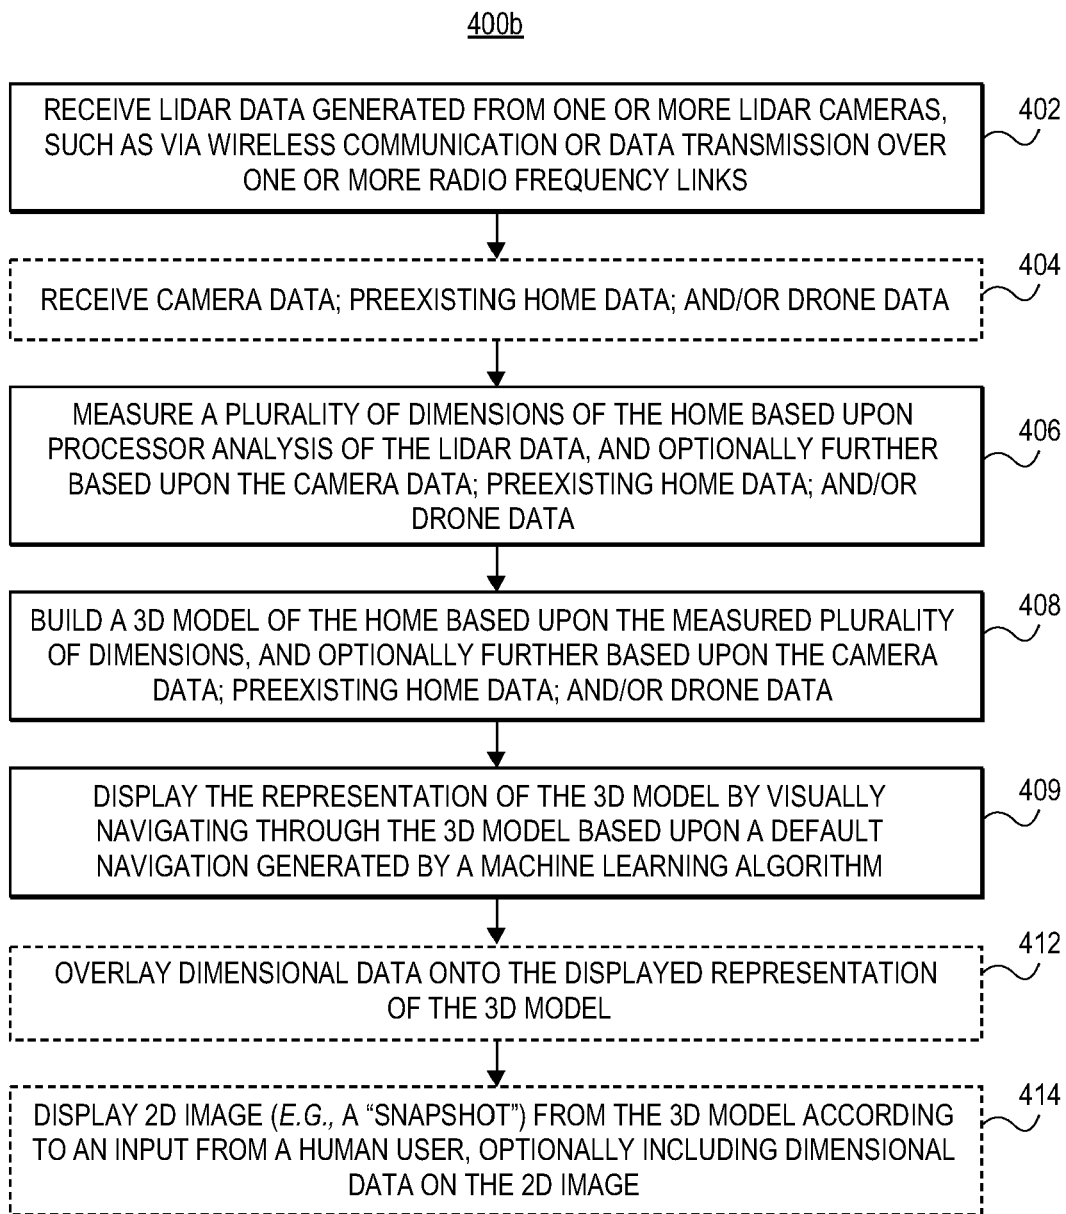 400b
RECEIVE LIDAR DATA GENERATED FROM ONE OR MORE LIDAR CAMERAS,
SUCH AS VIA WIRELESS COMMUNICATION OR DATA TRANSMISSION OVER
ONE OR MORE RADIO FREQUENCY LINKS
402
RECEIVE CAMERA DATA; PREEXISTING HOME DATA; AND/OR DRONE DATA
404
MEASURE A PLURALITY OF DIMENSIONS OF THE HOME BASED UPON
PROCESSOR ANALYSIS OF THE LIDAR DATA, AND OPTIONALLY FURTHER
BASED UPON THE CAMERA DATA; PREEXISTING HOME DATA; AND/OR
DRONE DATA
406
BUILD A 3D MODEL OF THE HOME BASED UPON THE MEASURED PLURALITY
OF DIMENSIONS, AND OPTIONALLY FURTHER BASED UPON THE CAMERA
DATA; PREEXISTING HOME DATA; AND/OR DRONE DATA
408
DISPLAY THE REPRESENTATION OF THE 3D MODEL BY VISUALLY
NAVIGATING THROUGH THE 3D MODEL BASED UPON A DEFAULT
NAVIGATION GENERATED BY A MACHINE LEARNING ALGORITHM
409
OVERLAY DIMENSIONAL DATA ONTO THE DISPLAYED REPRESENTATION
OF THE 3D MODEL
412
DISPLAY 2D IMAGE (E.G., A “SNAPSHOT”) FROM THE 3D MODEL ACCORDING
TO AN INPUT FROM A HUMAN USER, OPTIONALLY INCLUDING DIMENSIONAL
DATA ON THE 2D IMAGE
414